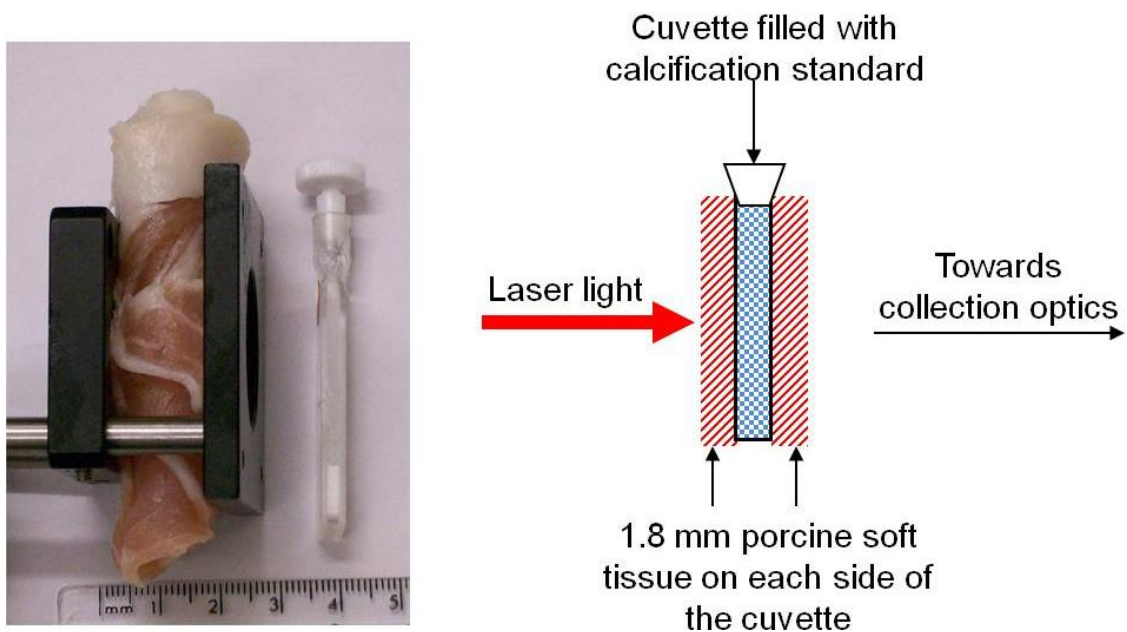 Cuvette filled with
calcification standard
Laser light
Towards
collection optics
1.8 mm porcine soft
tissue on each side of
the cuvette
mm 1 2 3 4 5